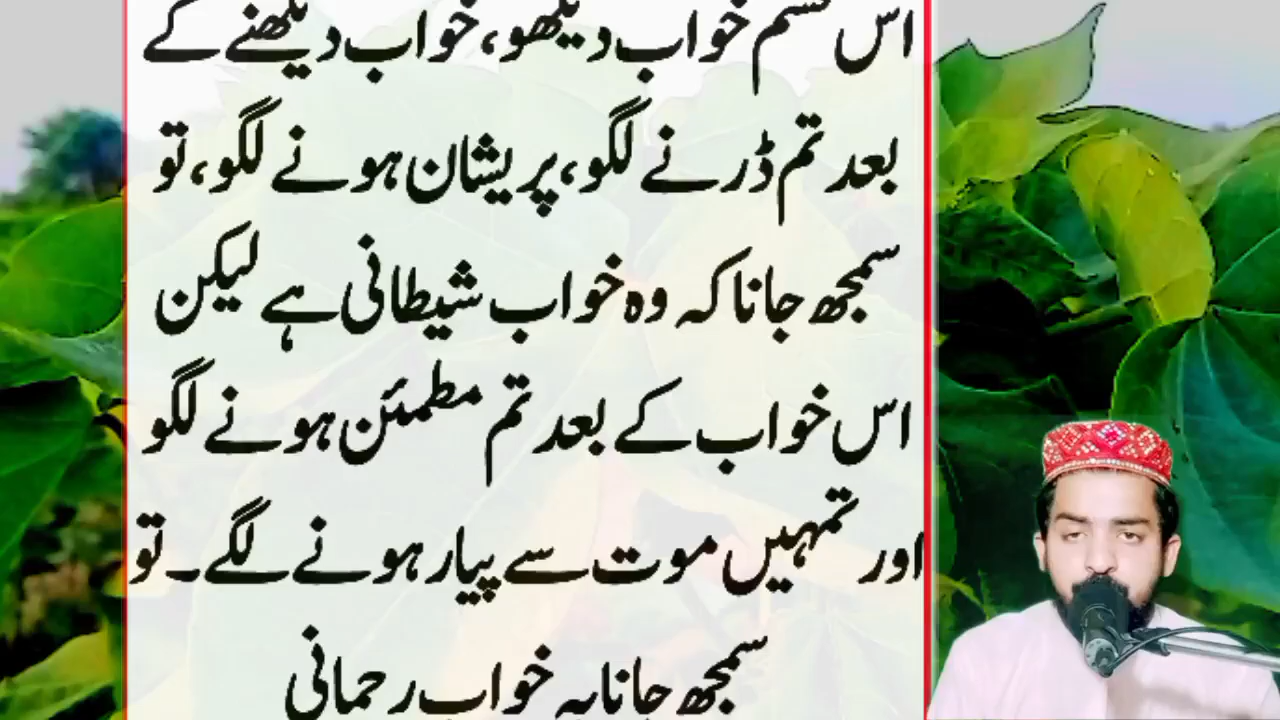 اس قسم خواب دیکھو، خواب دیکھنے کے
بعد تم ڈرنے لگو، پریشان ہونے لگو، تو
سمجھ جانا کہ وہ خواب شیطانی ہے لیکن
اس خواب کے بعد تم مطمئن ہونے لگو
اور تمہیں موت سے پیار ہونے لگے۔ تو
سمجھ جانا یہ خواب رحمانی